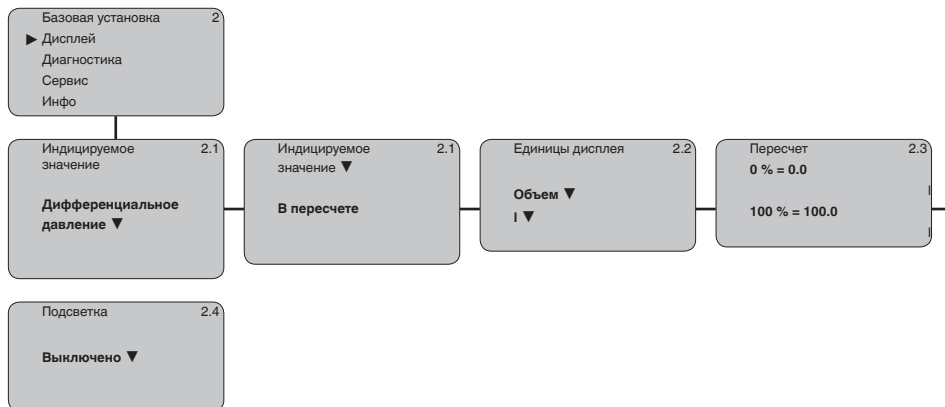 Базовая установка 2
▶ Дисплей
Диагностика
Сервис
Инфо
Индицируемое 2.1
значение
Дифференциальное
давление ▼
Индицируемое 2.1
значение ▼
В пересчете
Единицы дисплея 2.2
Объем ▼
l ▼
Пересчет 2.3
0 % = 0.0
l
100 % = 100.0
l
Подсветка 2.4
Выключено ▼